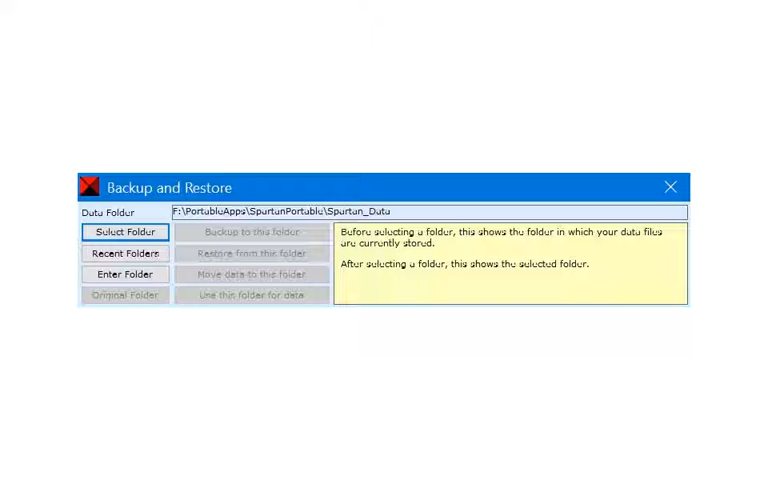 Backup and Restore
Data Folder F:\PortableApps\SpartanPortable\Spartan_Data
Select Folder
Backup to this folder
Recent Folders
Restore from this folder
Enter Folder
Move data to this folder
Original Folder
Use this folder for data
Before selecting a folder, this shows the folder in which your data files
are currently stored.
After selecting a folder, this shows the selected folder.